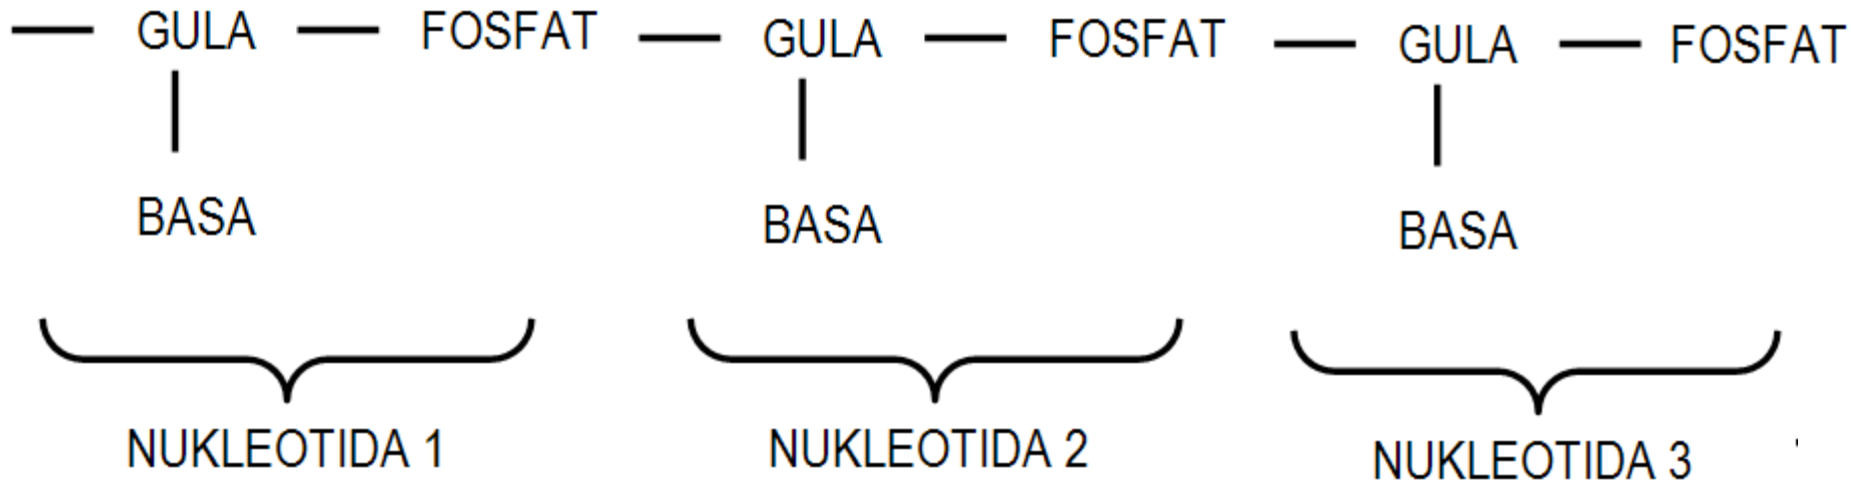 GULA FOSFAT GULA FOSFAT GULA FOSFAT
BASA BASA BASA
NUKLEOTIDA 1 NUKLEOTIDA 2 NUKLEOTIDA 3